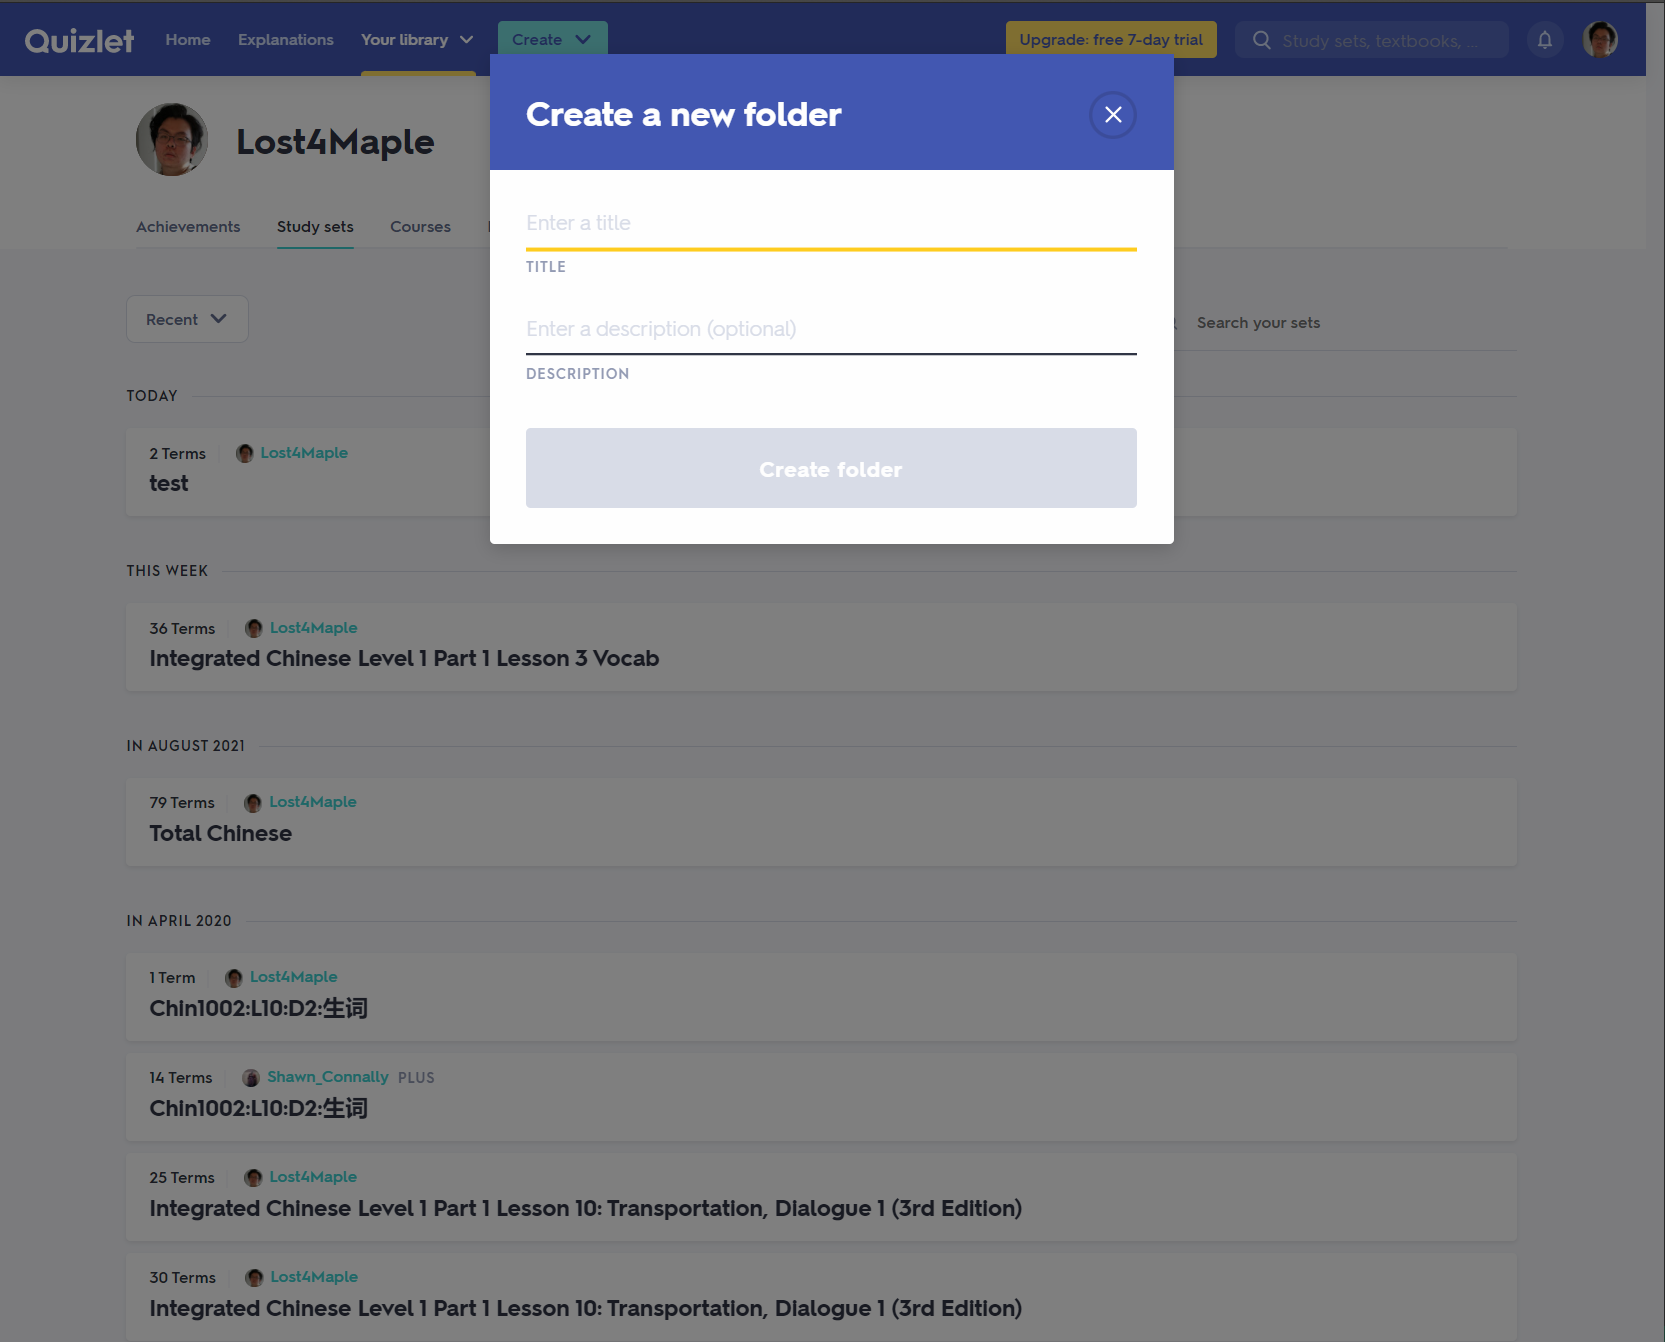 Quizlet Home Explanations Your library Create Upgrade: free 7-day trial Study sets, textbooks, ...
Create a new folder
Lost4Maple
Achievements Study sets Courses
Enter a title
TITLE
Recent
Enter a description (optional)
Search your sets
DESCRIPTION
TODAY
2 Terms Lost4Maple
test
Create folder
THIS WEEK
36 Terms Lost4Maple
Integrated Chinese Level 1 Part 1 Lesson 3 Vocab
IN AUGUST 2021
79 Terms Lost4Maple
Total Chinese
IN APRIL 2020
1 Term Lost4Maple
Chin1002:L10:D2:生词
14 Terms Shawn_Connally PLUS
Chin1002:L10:D2:生词
25 Terms Lost4Maple
Integrated Chinese Level 1 Part 1 Lesson 10: Transportation, Dialogue 1 (3rd Edition)
30 Terms Lost4Maple
Integrated Chinese Level 1 Part 1 Lesson 10: Transportation, Dialogue 1 (3rd Edition)